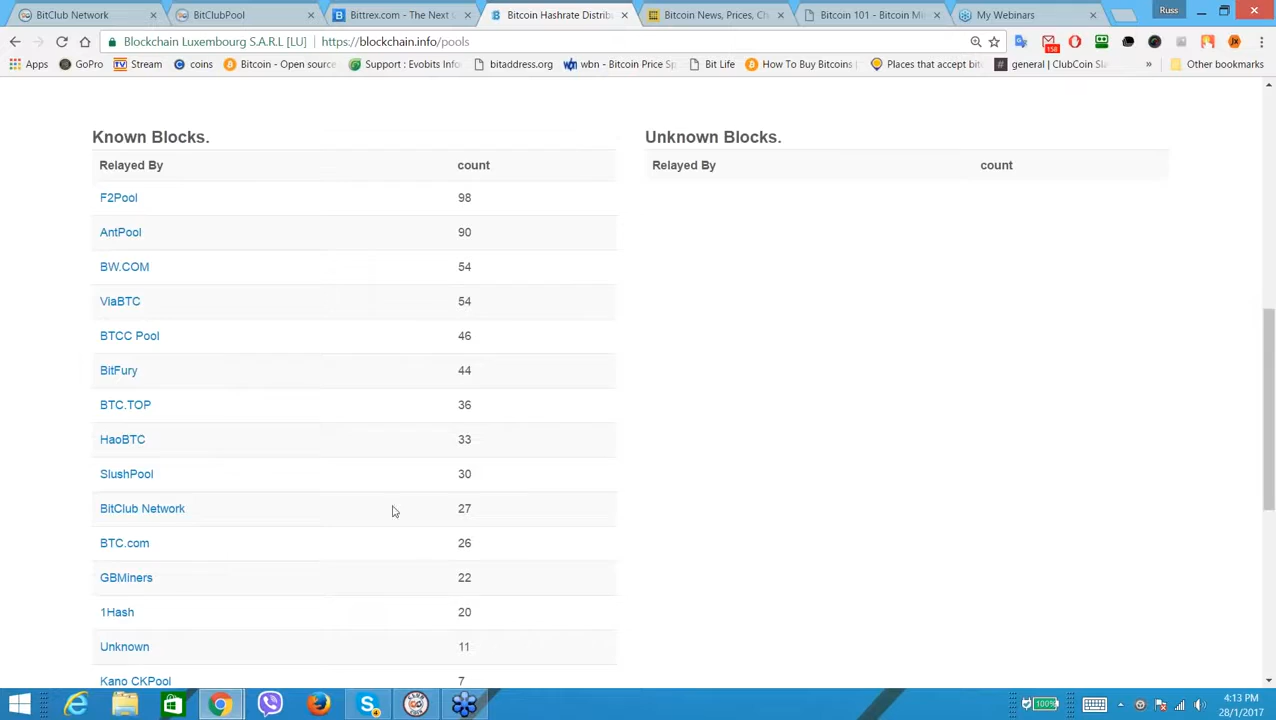 BitClub Network
BitClubPool
Bittrex.com - The Next
Bitcoin Hashrate Distrib
Bitcoin News, Prices, Ch
Bitcoin 101 - Bitcoin Mi
My Webinars
Russ
Blockchain Luxembourg S.A.R.L [LU] https://blockchain.info/pools
158
Apps
GoPro
Stream
coins
Bitcoin - Open source
Support : Evobits Info
bitaddress.org
wbn - Bitcoin Price Sp
Bit Life
How To Buy Bitcoins |
Places that accept bit
general | ClubCoin Sla
»
Other bookmarks
Known Blocks.
Unknown Blocks.
Relayed By count
Relayed By count
F2Pool 98
AntPool 90
BW.COM 54
ViaBTC 54
BTCC Pool 46
BitFury 44
BTC.TOP 36
HaoBTC 33
SlushPool 30
BitClub Network 27
BTC.com 26
GBMiners 22
1Hash 20
Unknown 11
Kano CKPool 7
100%
4:13 PM
28/1/2017